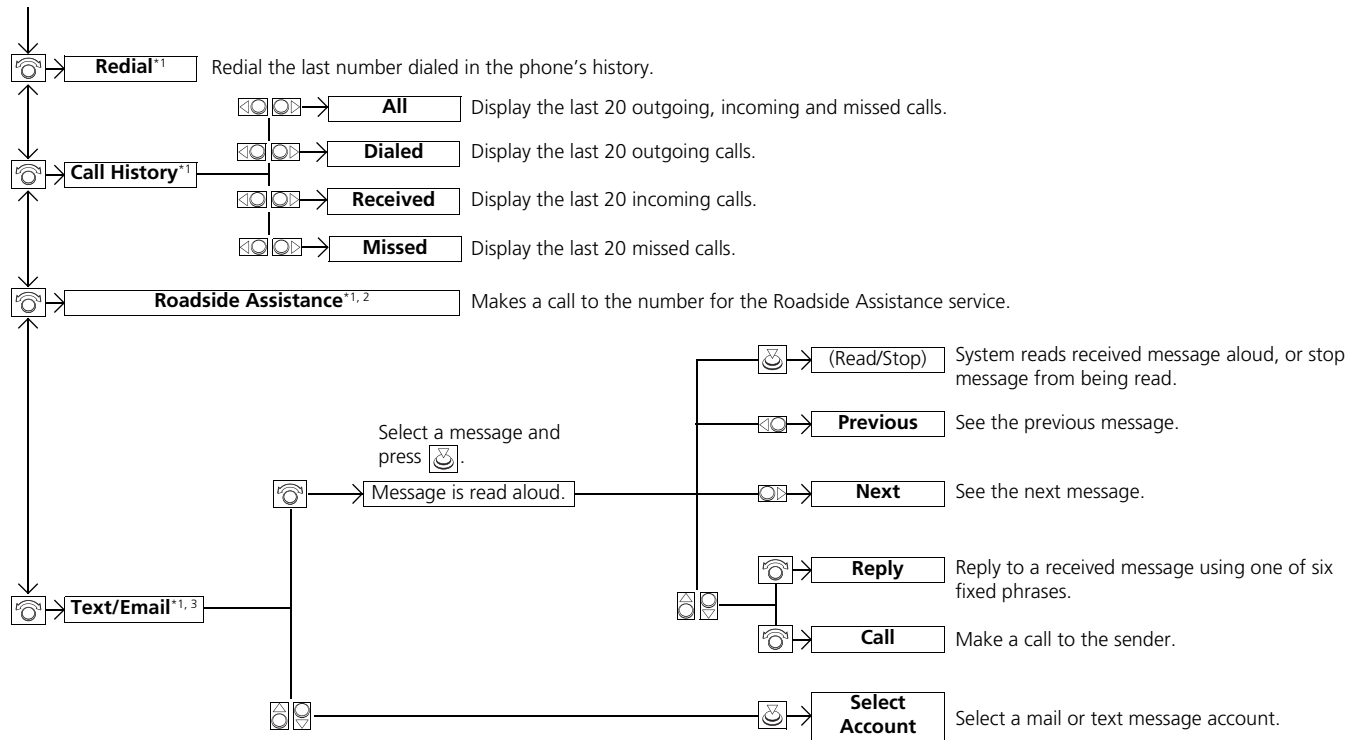 Redial*1 Redial the last number dialed in the phone's history.
All Display the last 20 outgoing, incoming and missed calls.
Dialed Display the last 20 outgoing calls.
Call History*1
Received Display the last 20 incoming calls.
Missed Display the last 20 missed calls.
Roadside Assistance*1, 2 Makes a call to the number for the Roadside Assistance service.
(Read/Stop) System reads received message aloud, or stop
message from being read.
Previous See the previous message.
Select a message and
press .
Message is read aloud.
Next See the next message.
Reply Reply to a received message using one of six
fixed phrases.
Text/Email*1, 3
Call Make a call to the sender.
Select
Account Select a mail or text message account.